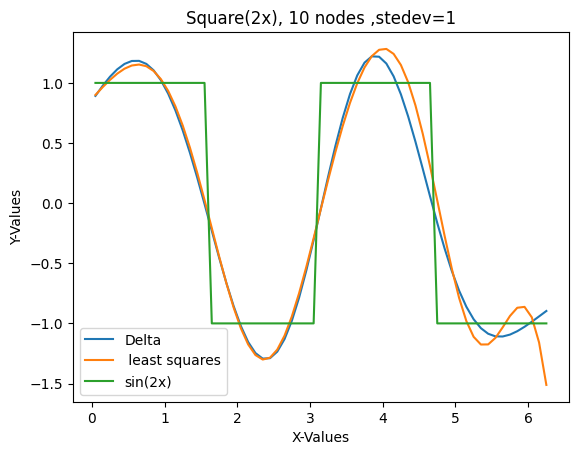 Square(2x), 10 nodes ,stedev=1
Y-Values
1.0
0.5
0.0
−0.5
−1.0
−1.5
Delta
least squares
sin(2x)
0 1 2 3 4 5 6
X-Values